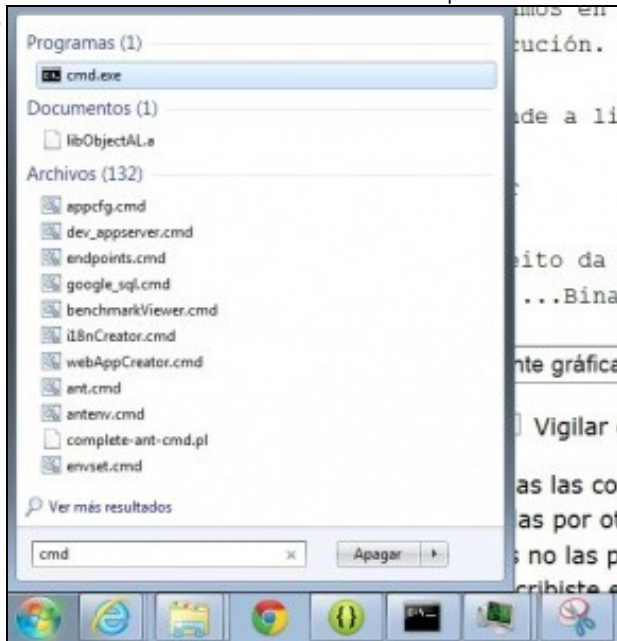 amos en
Programas (1)
ución.
cmd.exe
Documentos (1)
de a li
libObjectAL.a
Archivos (132)
appcfg.cmd
dev_appserver.cmd
endpoints.cmd
eito da
google_sql.cmd
...Bina
benchmarkViewer.cmd
i18nCreator.cmd
webAppCreator.cmd
nte gráfica
ant.cmd
antenv.cmd
Vigilar
complete-ant-cmd.pl
envset.cmd
as las co
Ver más resultados
as por ot
cmd
Apagar
s no las p
cribiste e